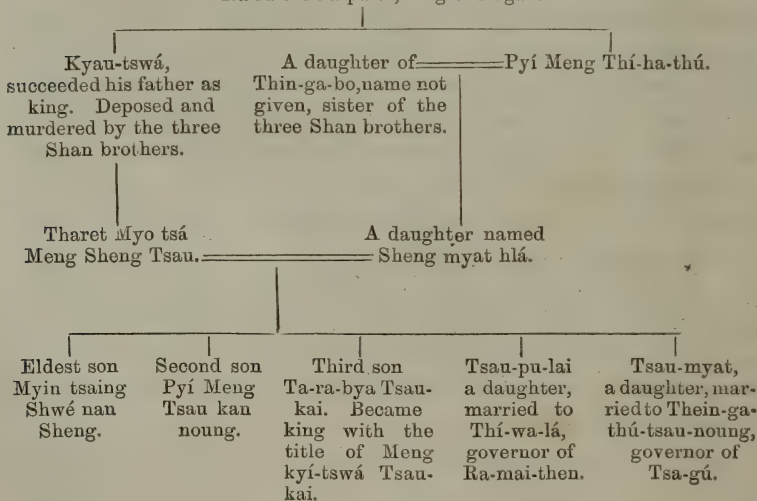 Kyau-tswá,
succeeded his father as
king. Deposed and
murdered by the three
Shan brothers.
A daughter of
Thin-ga-bo, name not
given, sister of the
three Shan brothers.
Pyí Meng Thí-ha-thú.
Tharet Myo tsá
Meng Sheng Tsau.
A daughter named
Sheng myat hlá.
Eldest son
Myin tsaing
Shwé nan
Sheng.
Second son
Pyí Meng
Tsau kan
noung.
Third son
Ta-ra-bya Tsau-
kai. Became
king with the
title of Meng
kyí-tswá Tsau-
kai.
Tsau-pu-lai
a daughter,
married to
Thí-wa-lá,
governor of
Ra-mai-then.
Tsau-myat,
a daughter, mar-
ried to Thein-ga-
thú-tsau-noung,
governor of
Tsa-gú.